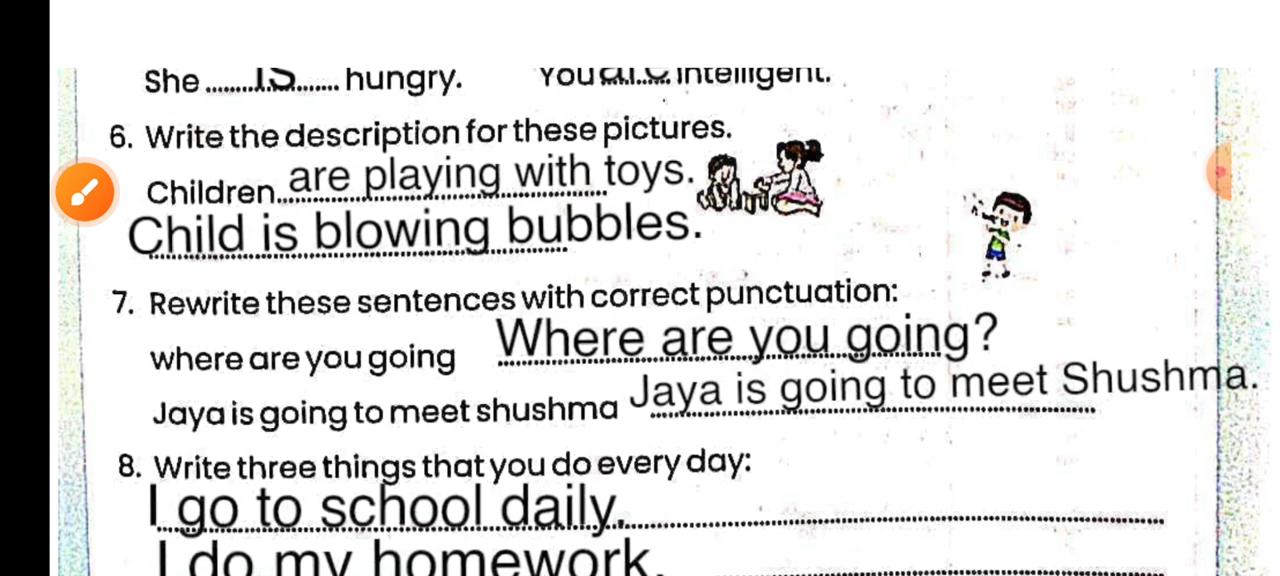 She ........is....... hungry. You are intelligent.
6. Write the description for these pictures.
Children are playing with toys.
Child is blowing bubbles.
7. Rewrite these sentences with correct punctuation:
where are you going Where are you going?
Jaya is going to meet shushma Jaya is going to meet Shushma.
8. Write three things that you do every day:
I go to school daily.
I do my homework.